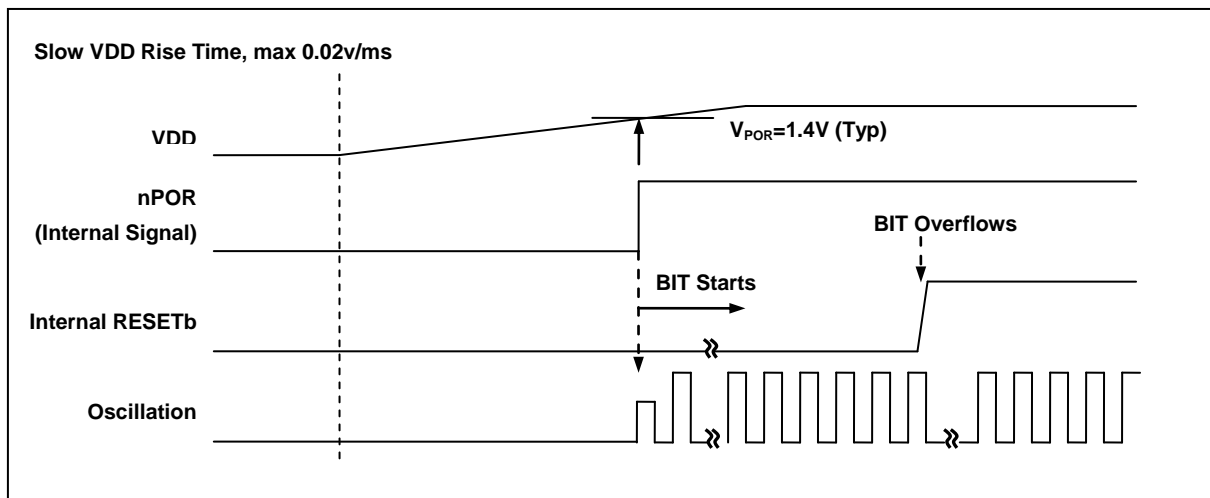 Slow VDD Rise Time, max 0.02v/ms
VDD
V_POR=1.4V (Typ)
nPOR
(Internal Signal)
BIT Overflows
BIT Starts
Internal RESETb
Oscillation